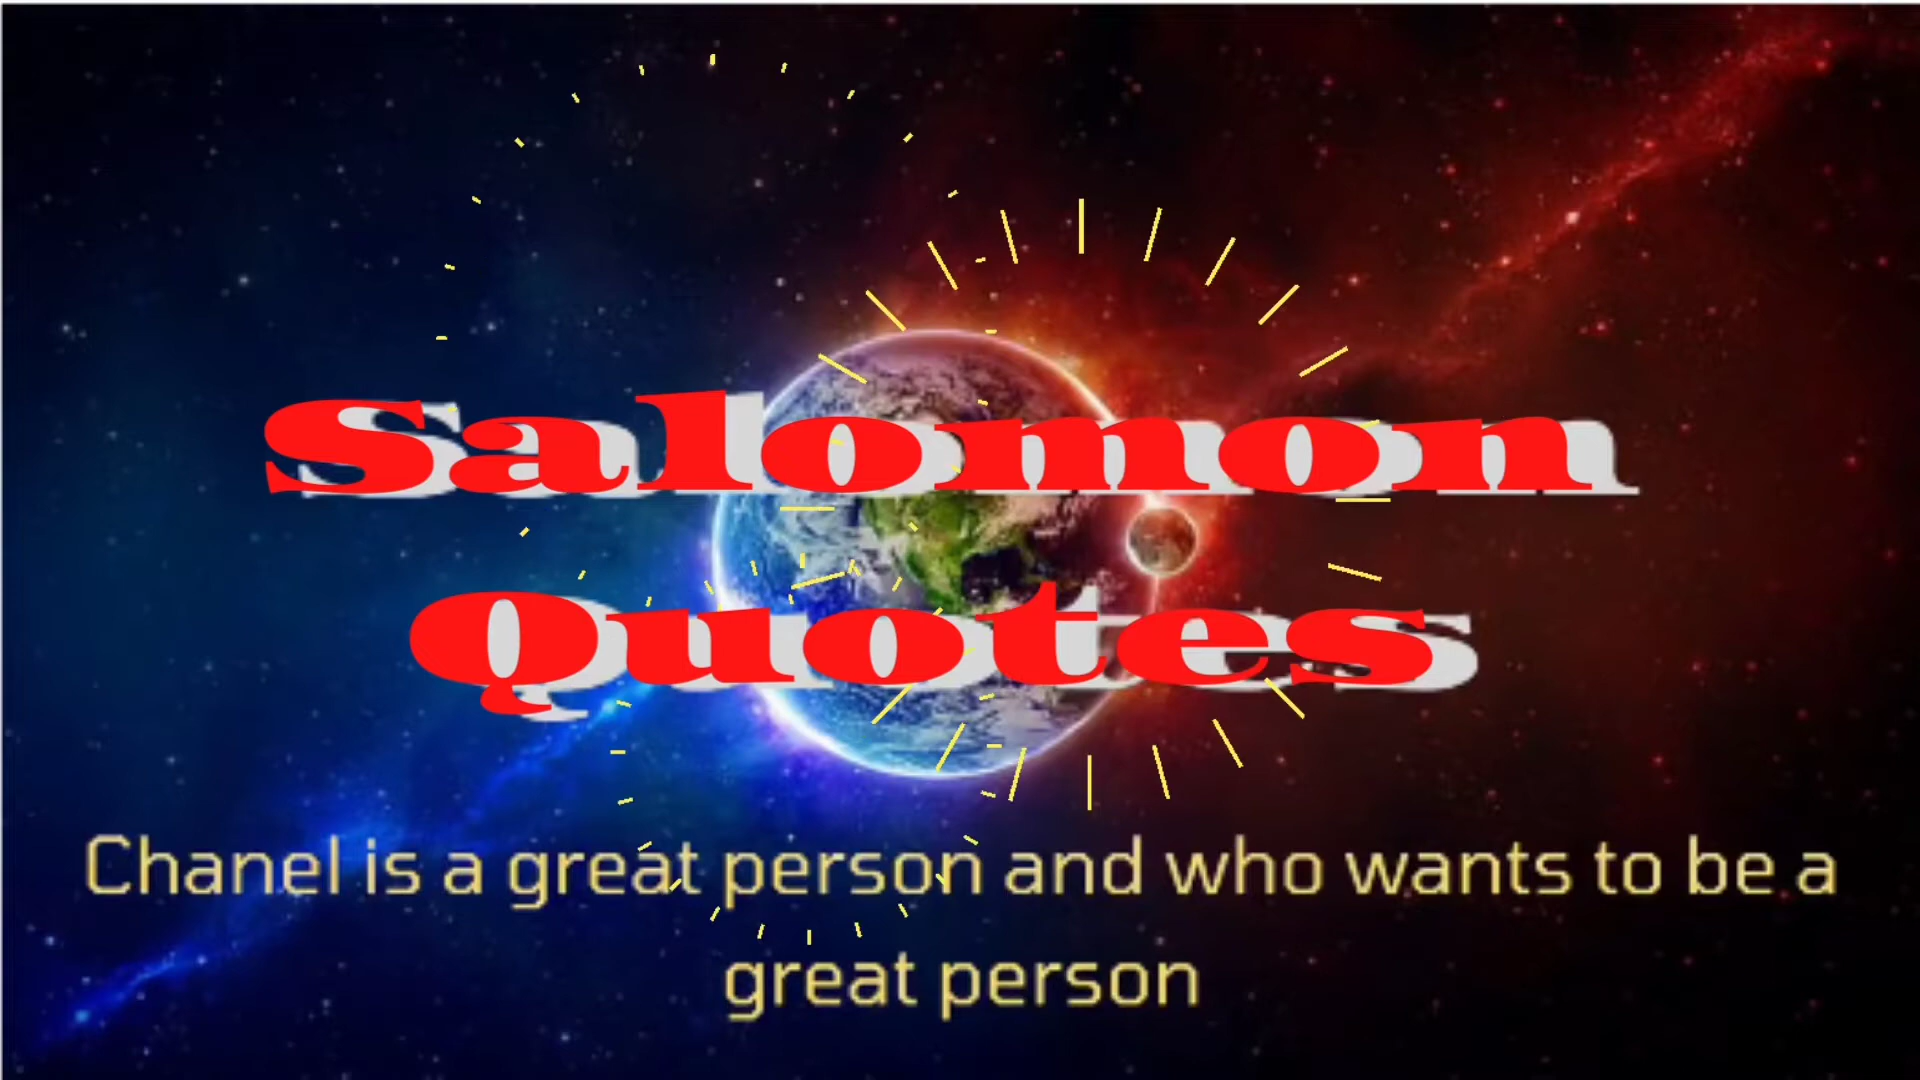 Salomon
Quotes
Chanel is a great person and who wants to be a
great person